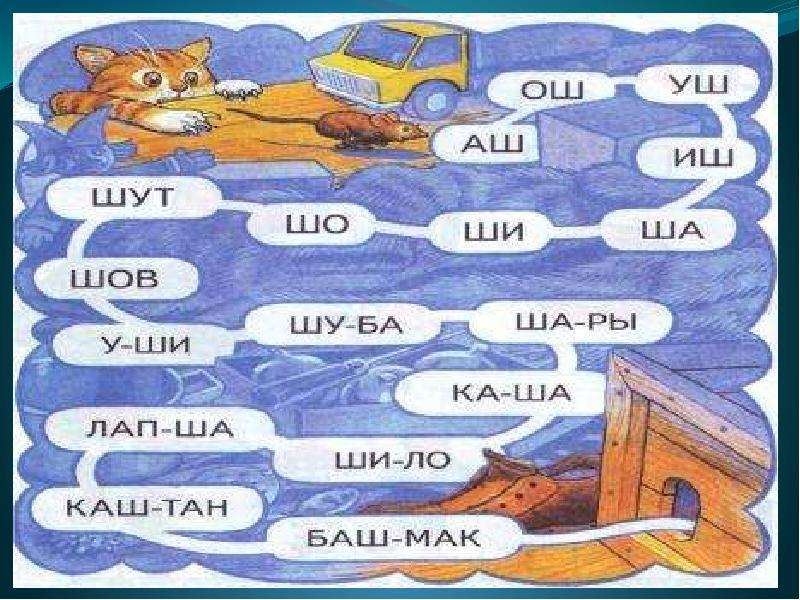 ОШ УШ
АШ ИШ
ШУТ ШО ШИ ША
ШОВ
У-ШИ ШУ-БА ША-РЫ
КА-ША
ЛАП-ША
ШИ-ЛО
КАШ-ТАН
БАШ-МАК